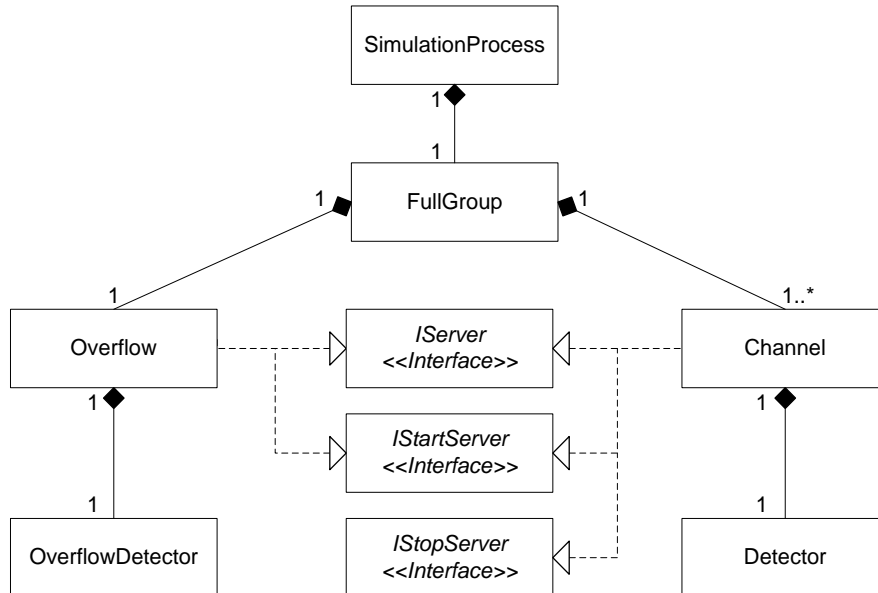 SimulationProcess
1
1
FullGroup
1
1
1
1..*
Overflow
IServer
<<Interface>>
Channel
1
1
IStartServer
<<Interface>>
1
1
OverflowDetector
IStopServer
<<Interface>>
Detector